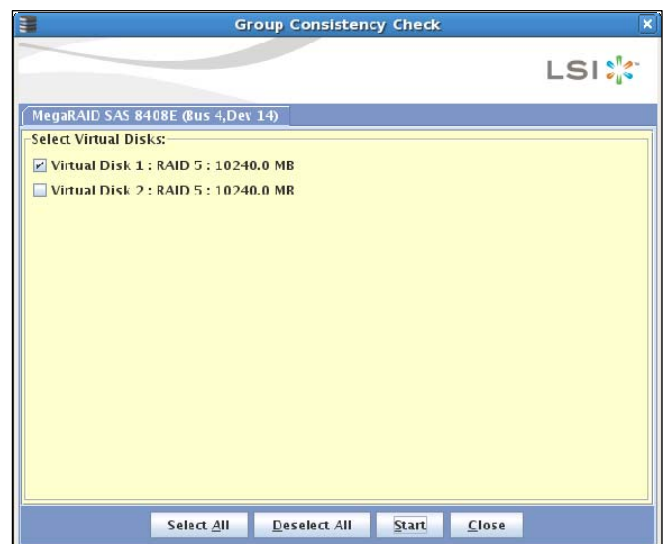 Group Consistency Check
LSI
MegaRAID SAS 8408E (Bus 4,Dev 14)
Select Virtual Disks:
Virtual Disk 1 : RAID 5 : 10240.0 MB
Virtual Disk 2 : RAID 5 : 10240.0 MB
Select All
Deselect All
Start
Close